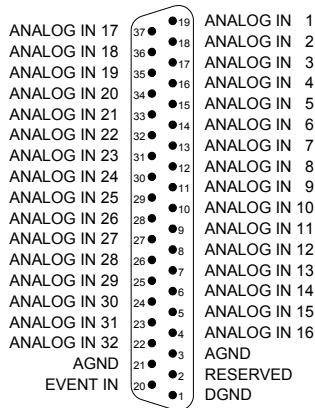 19 ANALOG IN 1
ANALOG IN 17 37
18 ANALOG IN 2
ANALOG IN 18 36
17 ANALOG IN 3
ANALOG IN 19 35
16 ANALOG IN 4
ANALOG IN 20 34
15 ANALOG IN 5
ANALOG IN 21 33
14 ANALOG IN 6
ANALOG IN 22 32
13 ANALOG IN 7
ANALOG IN 23 31
12 ANALOG IN 8
ANALOG IN 24 30
11 ANALOG IN 9
ANALOG IN 25 29
10 ANALOG IN 10
ANALOG IN 26 28
9 ANALOG IN 11
ANALOG IN 27 27
8 ANALOG IN 12
ANALOG IN 28 26
7 ANALOG IN 13
ANALOG IN 29 25
6 ANALOG IN 14
ANALOG IN 30 24
5 ANALOG IN 15
ANALOG IN 31 23
4 ANALOG IN 16
ANALOG IN 32 22
3 AGND
AGND 21
2 RESERVED
EVENT IN 20
1 DGND